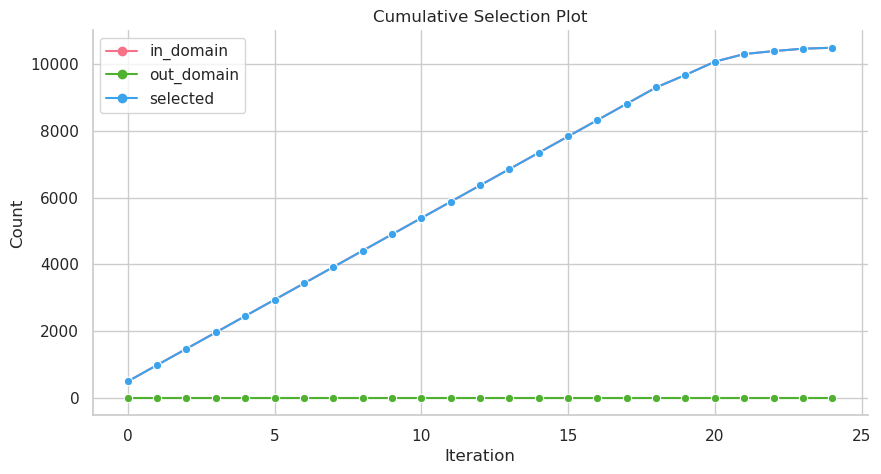 Cumulative Selection Plot
in_domain
out_domain
selected
10000
8000
6000
4000
2000
0
Count
0 5 10 15 20 25
Iteration